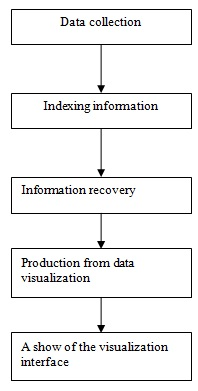 Data collection
Indexing information
Information recovery
Production from data
visualization
A show of the visualization
interface